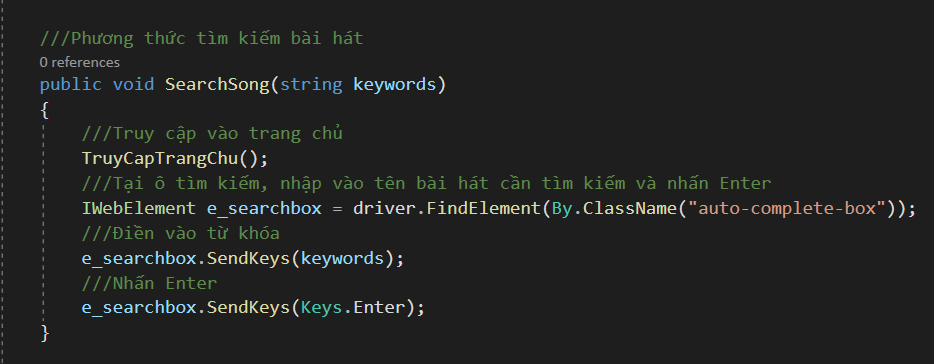 ///Phương thức tìm kiếm bài hát
0 references
public void SearchSong(string keywords)
{
///Truy cập vào trang chủ
TruyCapTrangChu();
///Tại ô tìm kiếm, nhập vào tên bài hát cần tìm kiếm và nhấn Enter
IWebElement e_searchbox = driver.FindElement(By.ClassName("auto-complete-box"));
///Điền vào từ khóa
e_searchbox.SendKeys(keywords);
///Nhấn Enter
e_searchbox.SendKeys(Keys.Enter);
}